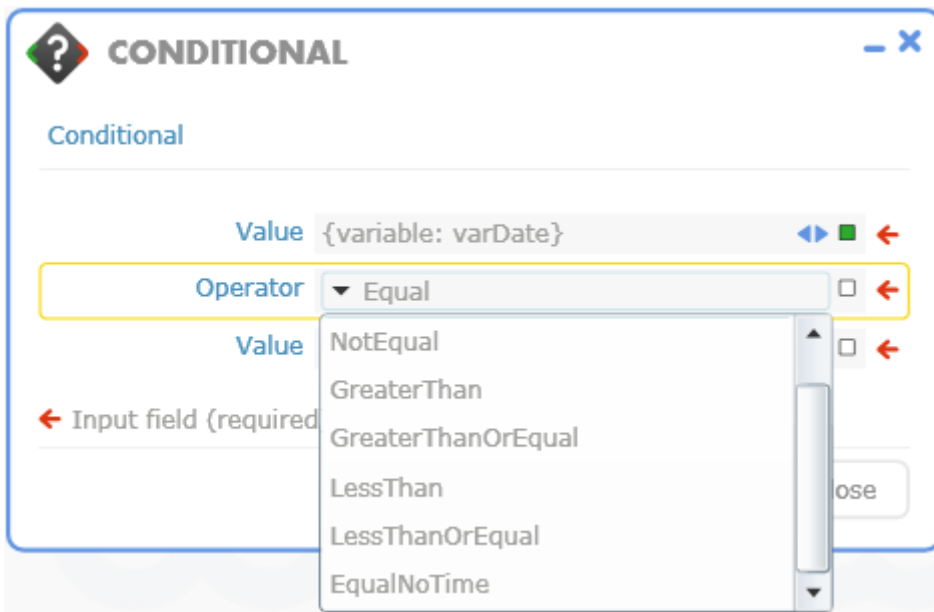 CONDITIONAL
Conditional
Value {variable: varDate}
Operator Equal
Value
NotEqual
GreaterThan
GreaterThanOrEqual
LessThan
LessThanOrEqual
EqualNoTime
Input field (required
ose